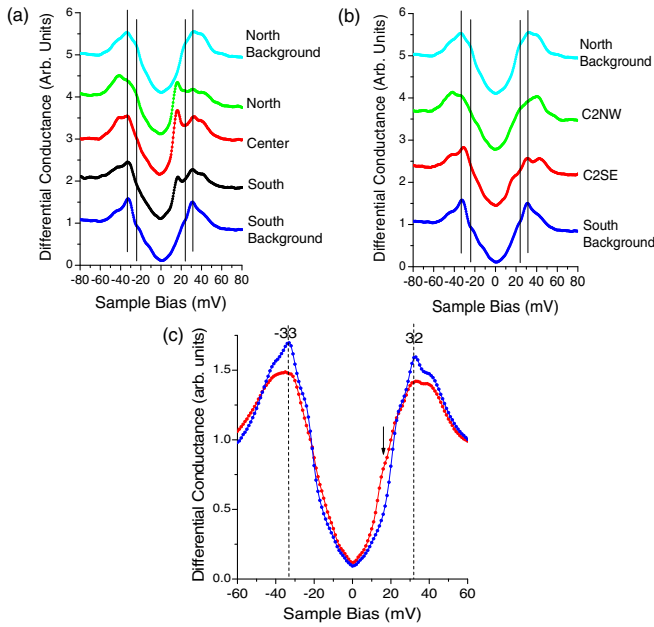 (a)
Differential Conductance (Arb. Units)
6
5
4
3
2
1
0
North
Background
North
Center
South
South
Background
-80 -60 -40 -20 0 20 40 60 80
Sample Bias (mV)
(b)
Differential Conductance (Arb. Units)
6
5
4
3
2
1
0
North
Background
C2NW
C2SE
South
Background
-80 -60 -40 -20 0 20 40 60 80
Sample Bias (mV)
(c)
-33
32
Differential Conductance (arb. units)
1.5
1.0
0.5
0.0
-60 -40 -20 0 20 40 60
Sample Bias (mV)